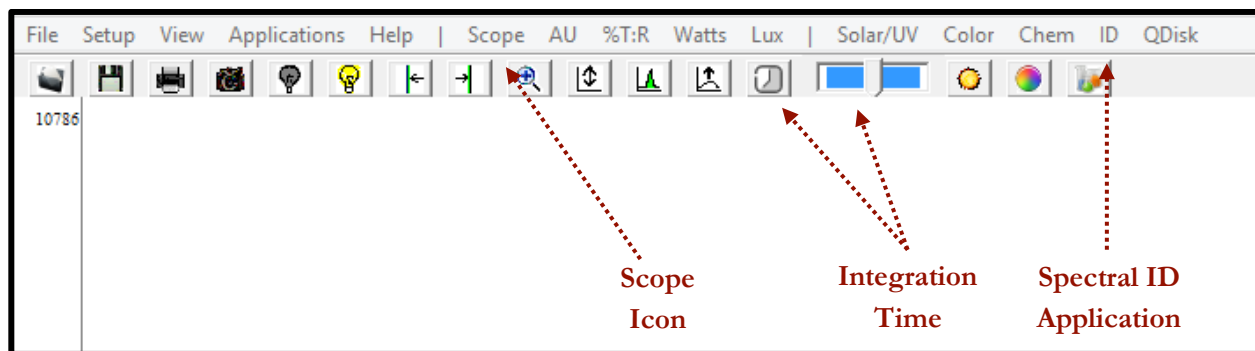 File Setup View Applications Help | Scope AU %T:R Watts Lux | Solar/UV Color Chem ID QDisk
10786
Scope
Icon
Integration
Time
Spectral ID
Application